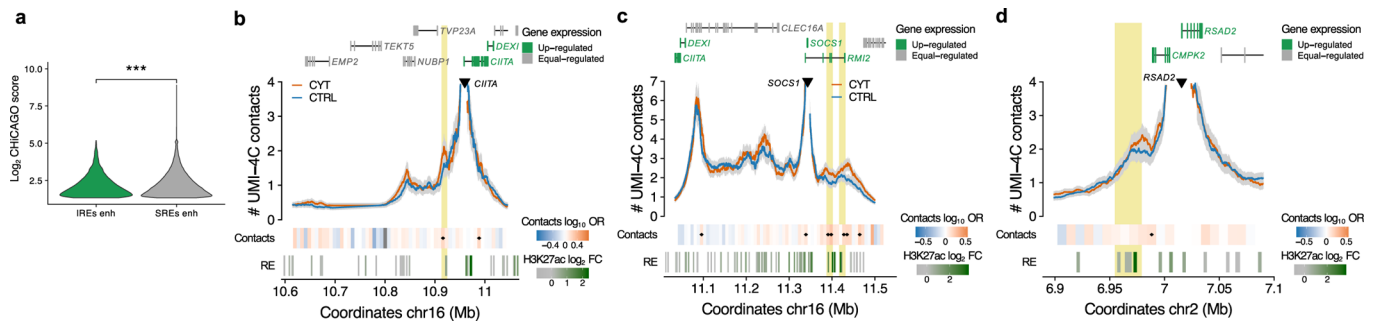 a
***
10.0
7.5
5.0
2.5
Log₂ CHiCAGO score
IREs enh
SREs enh
b
TVP23A
TEKT5
DEXI
EMP2
NUBP1
CIITA
Gene expression
Up-regulated
Equal-regulated
CIITA
CYT
CTRL
4
3
2
1
0
# UMI−4C contacts
Contacts
RE
Contacts log₁₀ OR
−0.4 0 0.4
H3K27ac log₂ FC
0 1 2
10.6 10.7 10.8 10.9 11 11.1
Coordinates chr16 (Mb)
c
CLEC16A
DEXI
SOCS1
CIITA
RMI2
Gene expression
Up-regulated
Equal-regulated
SOCS1
CYT
CTRL
7
6
5
4
3
2
1
0
# UMI−4C contacts
Contacts
RE
Contacts log₁₀ OR
−0.5 0 0.5
H3K27ac log₂ FC
0 2
11.1 11.2 11.3 11.4 11.5
Coordinates chr16 (Mb)
d
RSAD2
CMPK2
Gene expression
Up-regulated
Equal-regulated
RSAD2
CYT
CTRL
4
3
2
1
0
# UMI−4C contacts
Contacts
RE
Contacts log₁₀ OR
−0.5 0 0.5
H3K27ac log₂ FC
0 2
6.9 6.95 7 7.05 7.1
Coordinates chr2 (Mb)